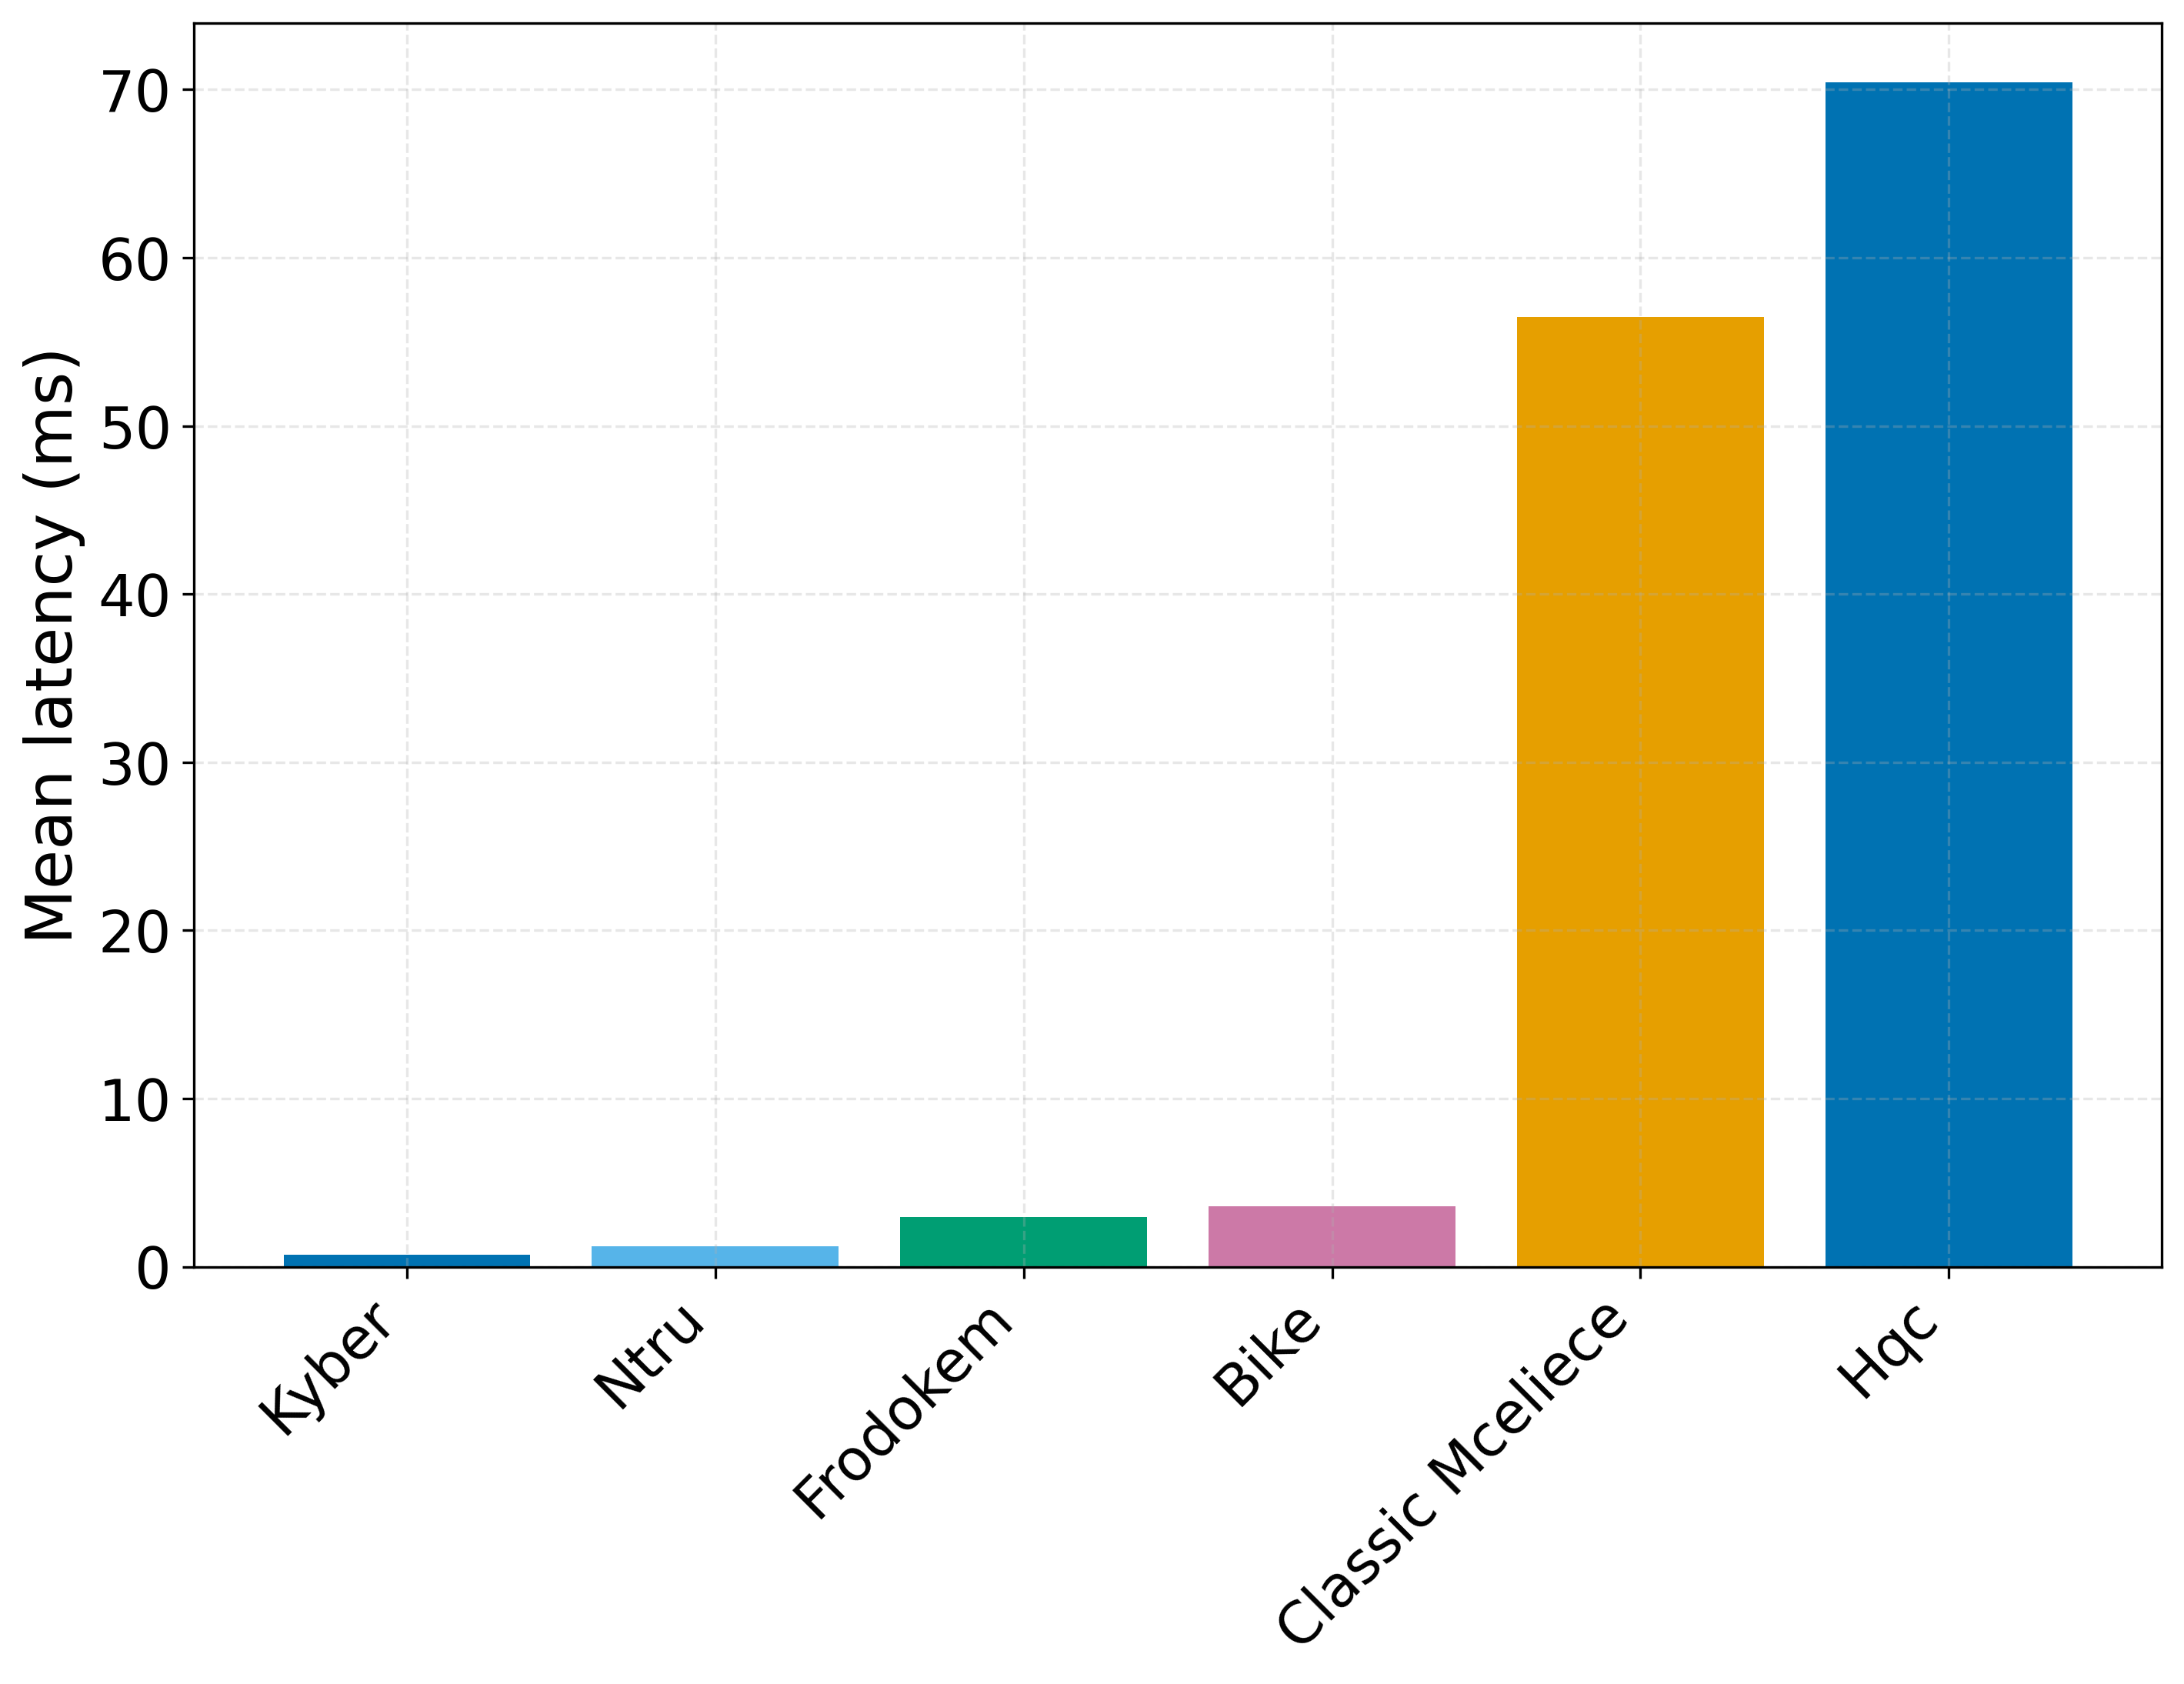 Mean latency (ms)
70
60
50
40
30
20
10
0
Kyber
Ntru
Frodokem
Bike
Classic Mceliece
Hqc